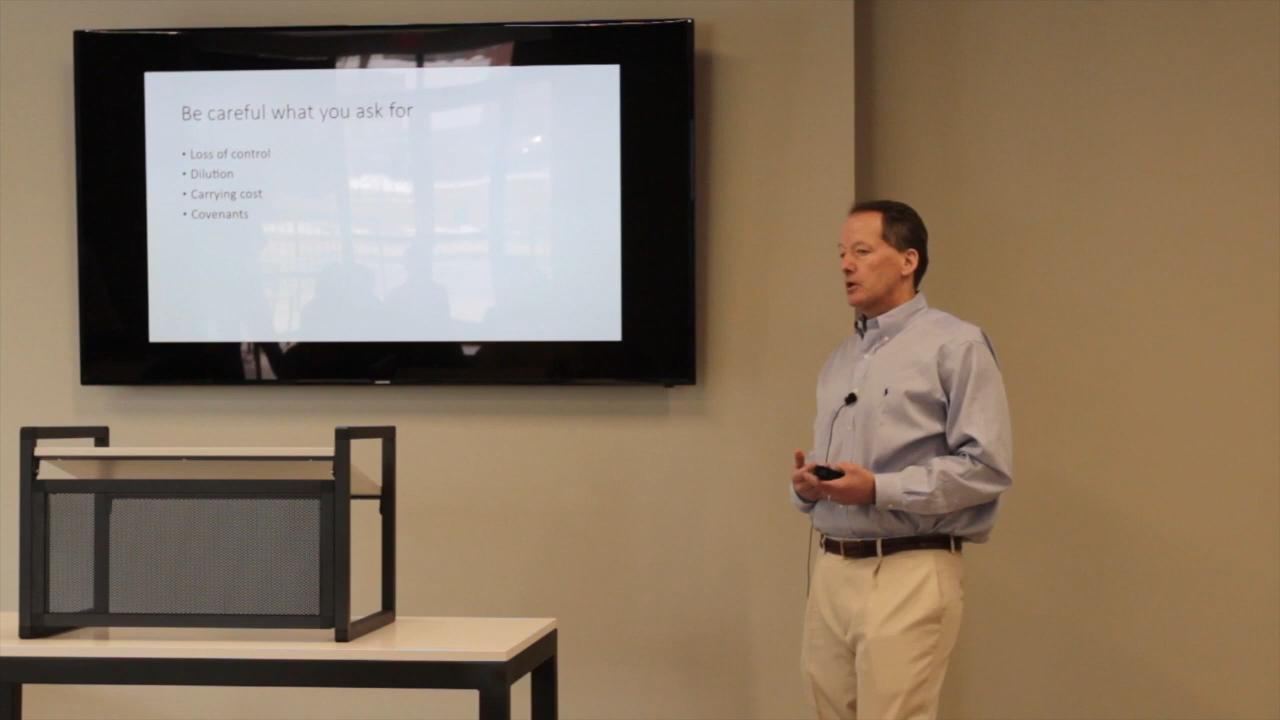 Be careful what you ask for
• Loss of control
• Dilution
• Carrying cost
• Covenants